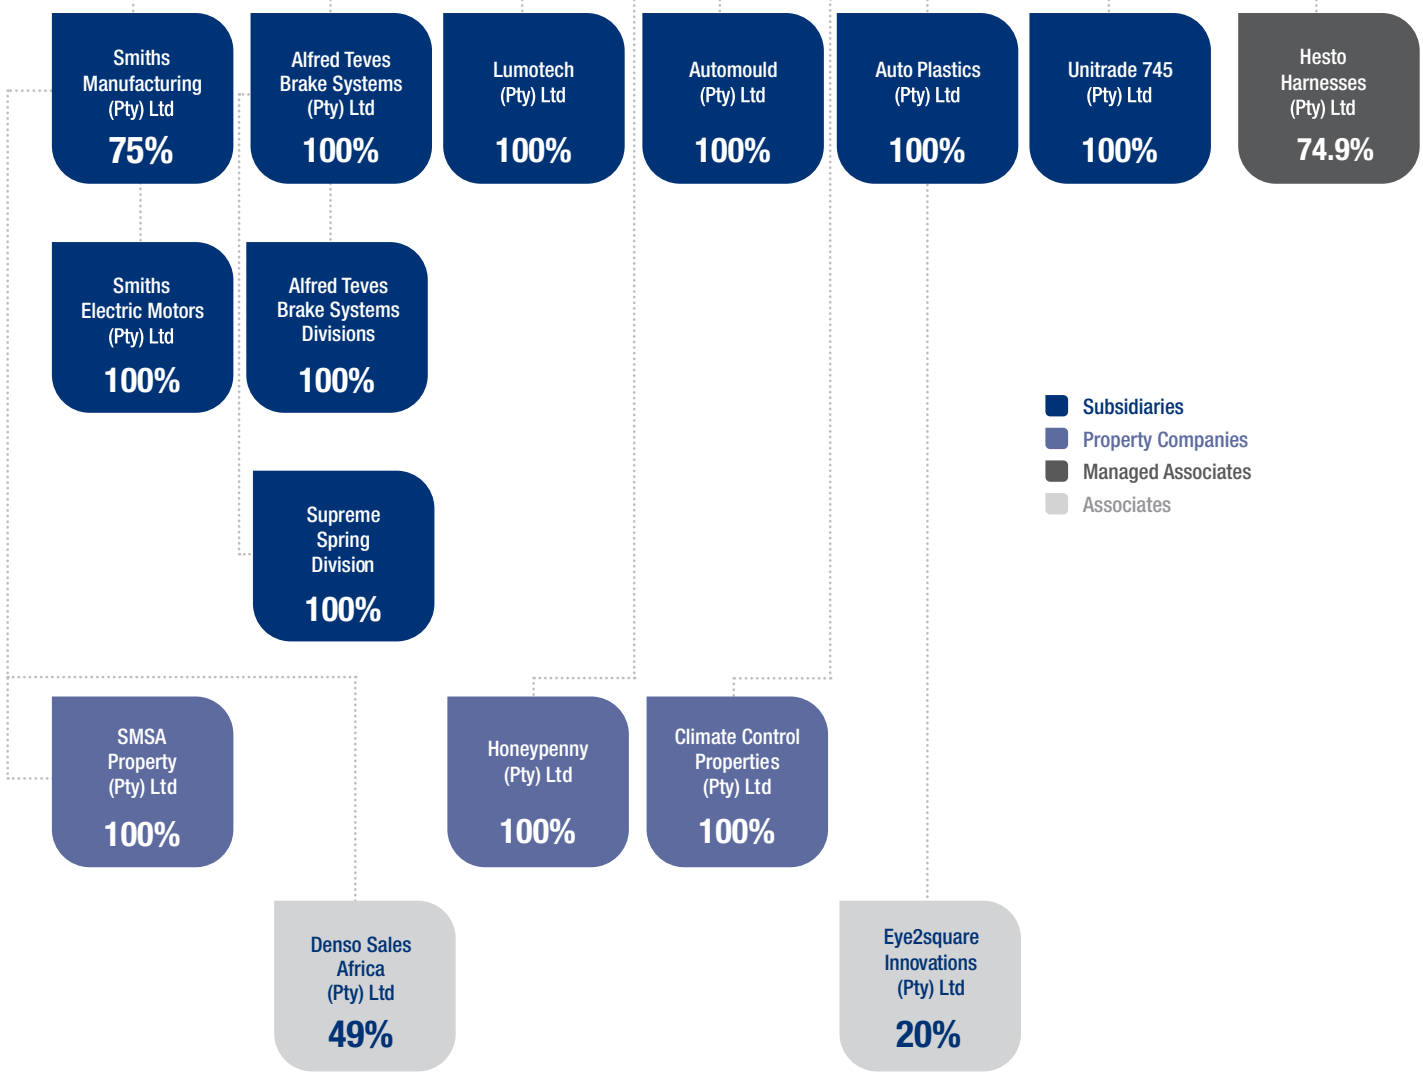 Smiths
Manufacturing
(Pty) Ltd
75%
Alfred Teves
Brake Systems
(Pty) Ltd
100%
Lumotech
(Pty) Ltd
100%
Automould
(Pty) Ltd
100%
Auto Plastics
(Pty) Ltd
100%
Unitrade 745
(Pty) Ltd
100%
Hesto
Harnesses
(Pty) Ltd
74.9%
Smiths
Electric Motors
(Pty) Ltd
100%
Alfred Teves
Brake Systems
Divisions
100%
Subsidiaries
Property Companies
Managed Associates
Associates
Supreme
Spring
Division
100%
SMSA
Property
(Pty) Ltd
100%
Honeypenny
(Pty) Ltd
100%
Climate Control
Properties
(Pty) Ltd
100%
Denso Sales
Africa
(Pty) Ltd
49%
Eye2square
Innovations
(Pty) Ltd
20%